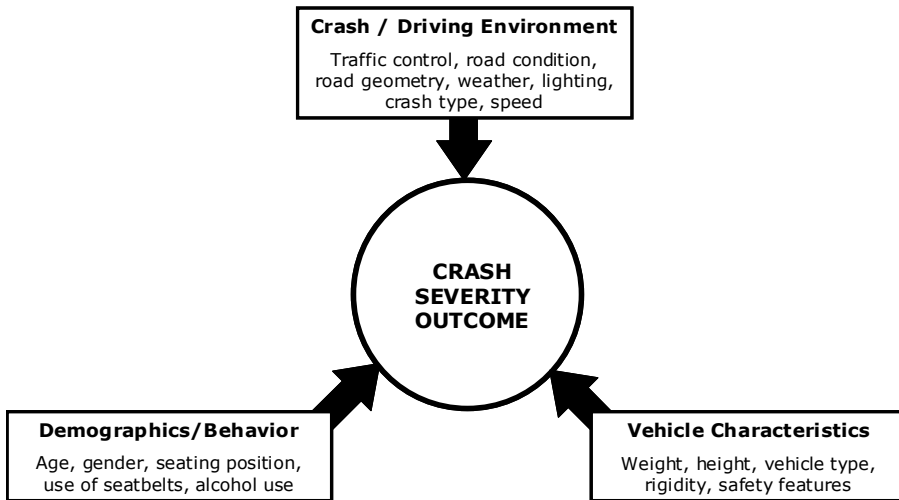 Crash / Driving Environment
Traffic control, road condition,
road geometry, weather, lighting,
crash type, speed
CRASH
SEVERITY
OUTCOME
Demographics/Behavior
Age, gender, seating position,
use of seatbelts, alcohol use
Vehicle Characteristics
Weight, height, vehicle type,
rigidity, safety features